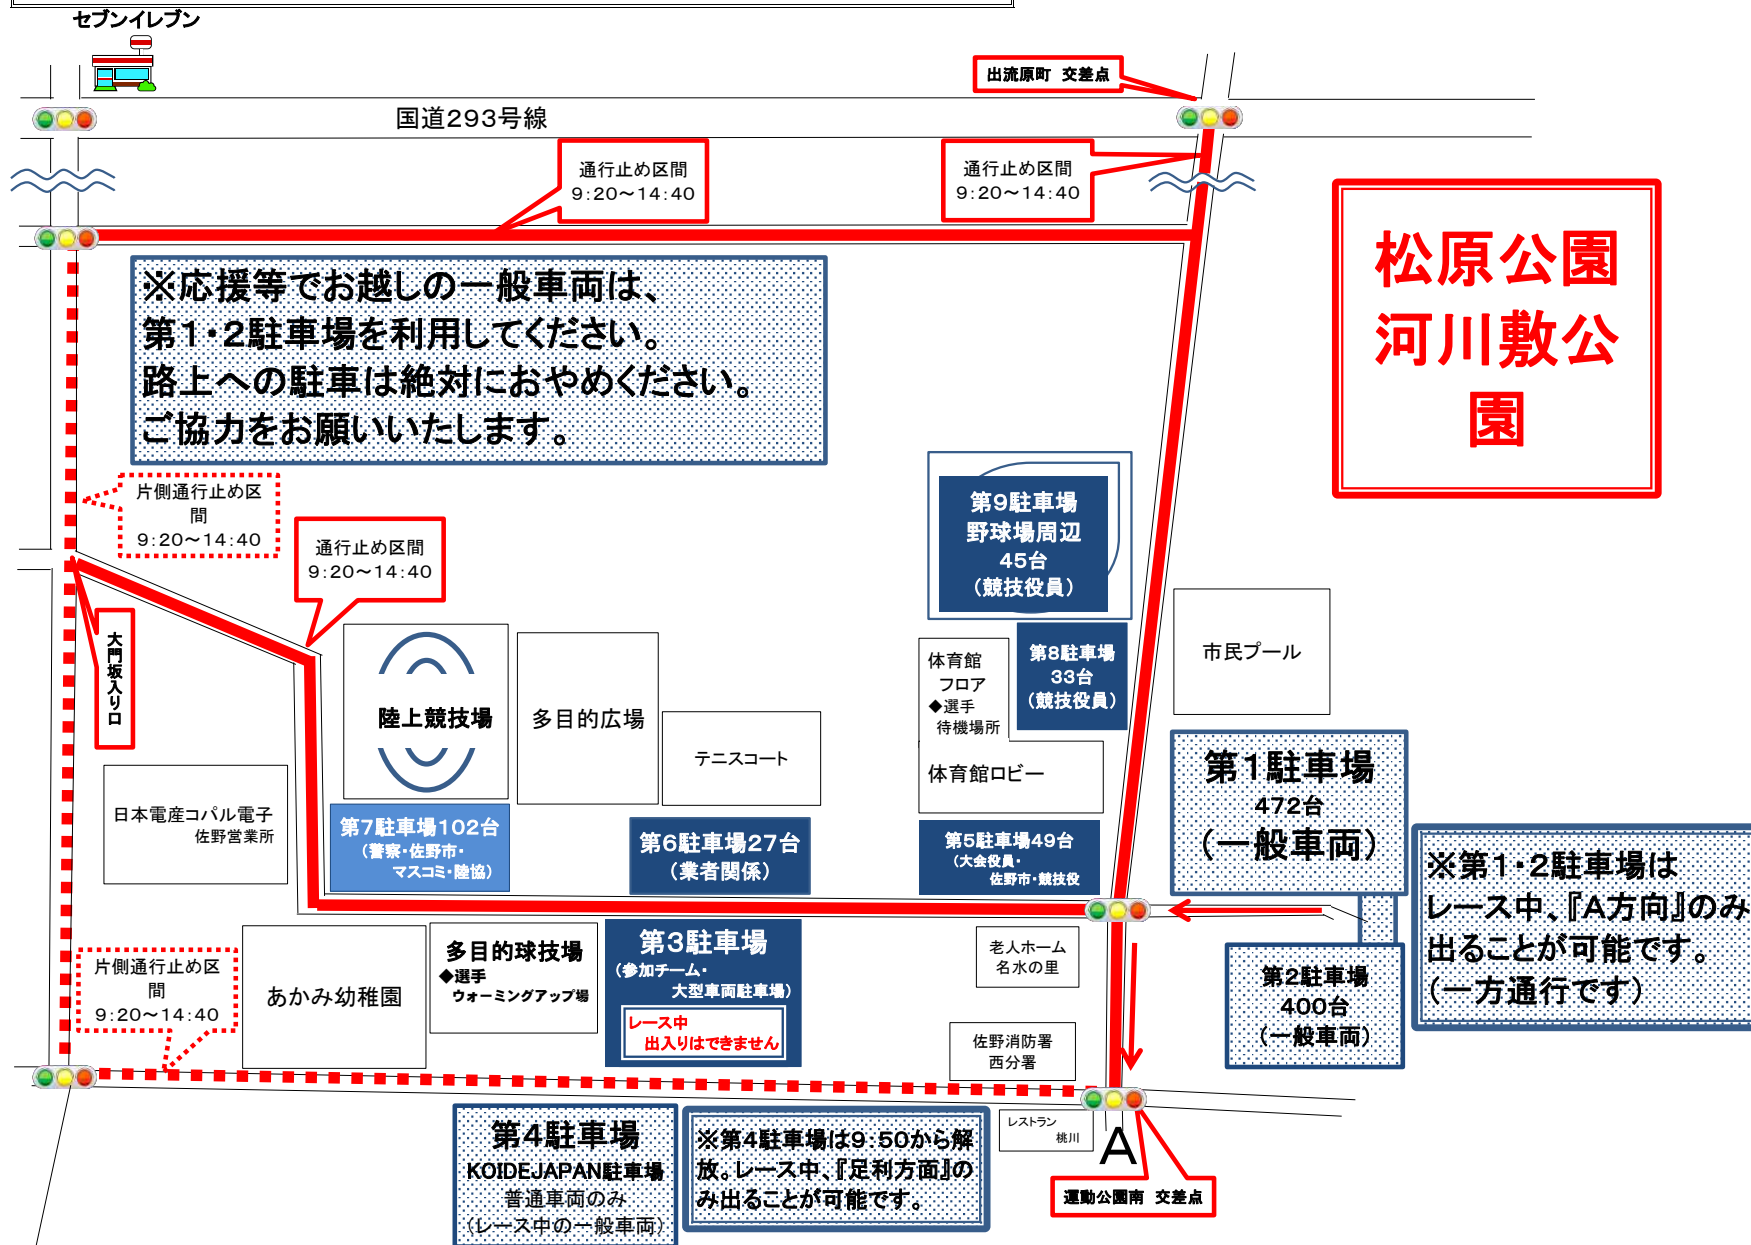 セブンイレブン
出流原町 交差点
国道293号線
通行止め区間
9:20～14:40
通行止め区間
9:20～14:40
松原公園
河川敷公
園
※応援等でお越しの一般車両は、
第1・2駐車場を利用してください。
路上への駐車は絶対におやめください。
ご協力をお願いいたします。
片側通行止め区
間
9:20～14:40
通行止め区間
9:20～14:40
第9駐車場
野球場周辺
45台
（競技役員）
大門坂入り口
陸上競技場
多目的広場
テニスコート
体育館
フロア
◆選手
待機場所
体育館ロビー
第8駐車場
33台
（競技役員）
市民プール
日本電産コパル電子
佐野営業所
第7駐車場102台
（警察・佐野市・
マスコミ・陸協）
第6駐車場27台
（業者関係）
第5駐車場49台
（大会役員・
佐野市・競技役
第1駐車場
472台
（一般車両）
※第1・2駐車場は
レース中、『A方向』のみ
出ることが可能です。
（一方通行です）
片側通行止め区
間
9:20～14:40
あかみ幼稚園
多目的球技場
◆選手
ウォーミングアップ場
第3駐車場
（参加チーム・
大型車両駐車場）
レース中
出入りはできません
老人ホーム
名水の里
佐野消防署
西分署
第2駐車場
400台
（一般車両）
第4駐車場
KOIDEJAPAN駐車場
普通車両のみ
（レース中の一般車両）
※第4駐車場は9:50から解
放。レース中、『足利方面』の
み出ることが可能です。
レストラン
桃川
A
運動公園南 交差点